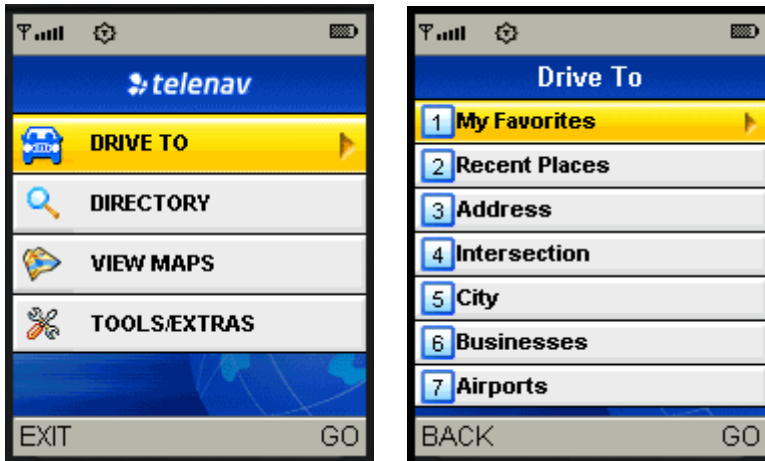 telenav
DRIVE TO
DIRECTORY
VIEW MAPS
TOOLS/EXTRAS
EXIT GO
Drive To
1 My Favorites
2 Recent Places
3 Address
4 Intersection
5 City
6 Businesses
7 Airports
BACK GO